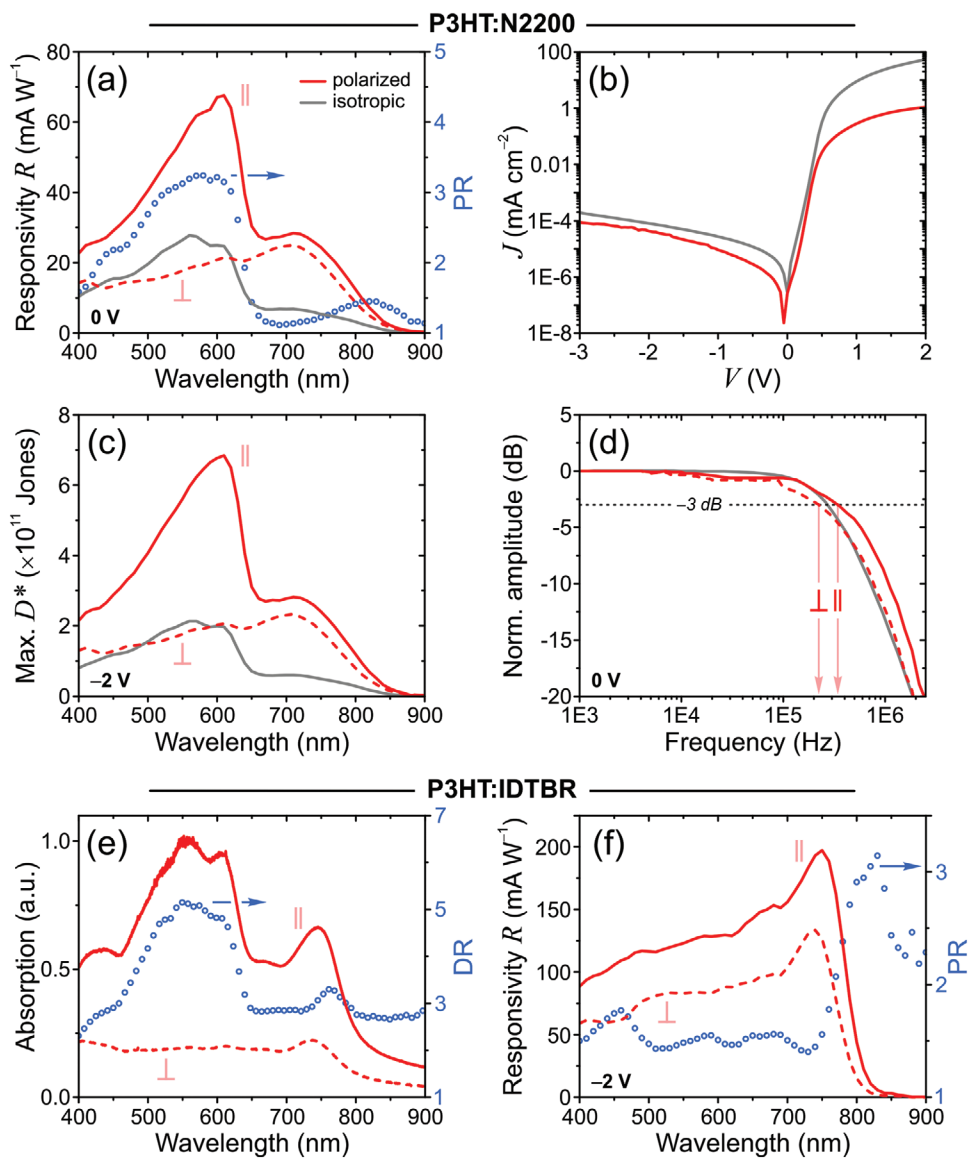 P3HT:N2200
(a)
polarized
isotropic
||
⊥
PR
Responsivity R (mA W⁻¹)
80
60
40
20
0
5
4
3
2
1
0 V
400 500 600 700 800 900
Wavelength (nm)
(b)
J (mA cm⁻²)
100
1
0.01
1E-4
1E-6
1E-8
-3 -2 -1 0 1 2
V (V)
(c)
||
⊥
Max. D* (×10¹¹ Jones)
8
6
4
2
0
–2 V
400 500 600 700 800 900
Wavelength (nm)
(d)
Norm. amplitude (dB)
5
0
-5
-10
-15
-20
–3 dB
⊥ ||
0 V
1E3 1E4 1E5 1E6
Frequency (Hz)
P3HT:IDTBR
(e)
||
⊥
Absorption (a.u.)
1.0
0.5
0.0
DR
7
5
3
1
400 500 600 700 800 900
Wavelength (nm)
(f)
||
⊥
Responsivity R (mA W⁻¹)
200
150
100
50
0
PR
3
2
1
–2 V
400 500 600 700 800 900
Wavelength (nm)